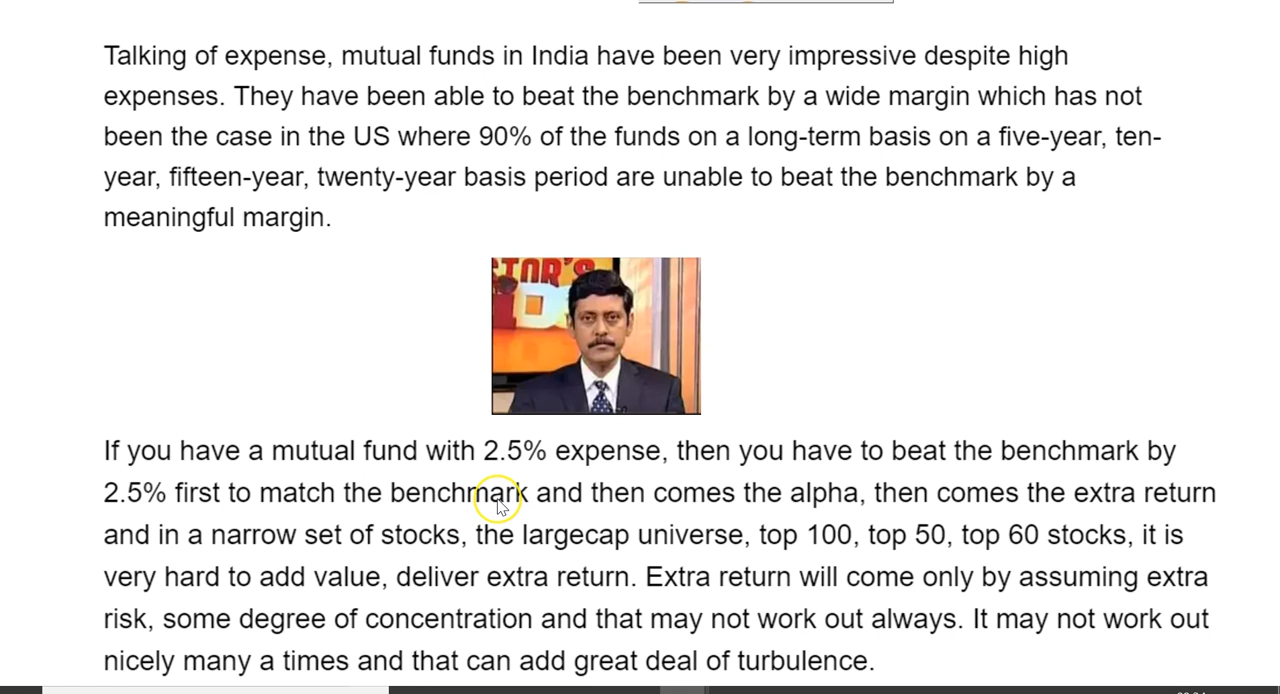 Talking of expense, mutual funds in India have been very impressive despite high
expenses. They have been able to beat the benchmark by a wide margin which has not
been the case in the US where 90% of the funds on a long-term basis on a five-year, ten-
year, fifteen-year, twenty-year basis period are unable to beat the benchmark by a
meaningful margin.
If you have a mutual fund with 2.5% expense, then you have to beat the benchmark by
2.5% first to match the benchmark and then comes the alpha, then comes the extra return
and in a narrow set of stocks, the largecap universe, top 100, top 50, top 60 stocks, it is
very hard to add value, deliver extra return. Extra return will come only by assuming extra
risk, some degree of concentration and that may not work out always. It may not work out
nicely many a times and that can add great deal of turbulence.